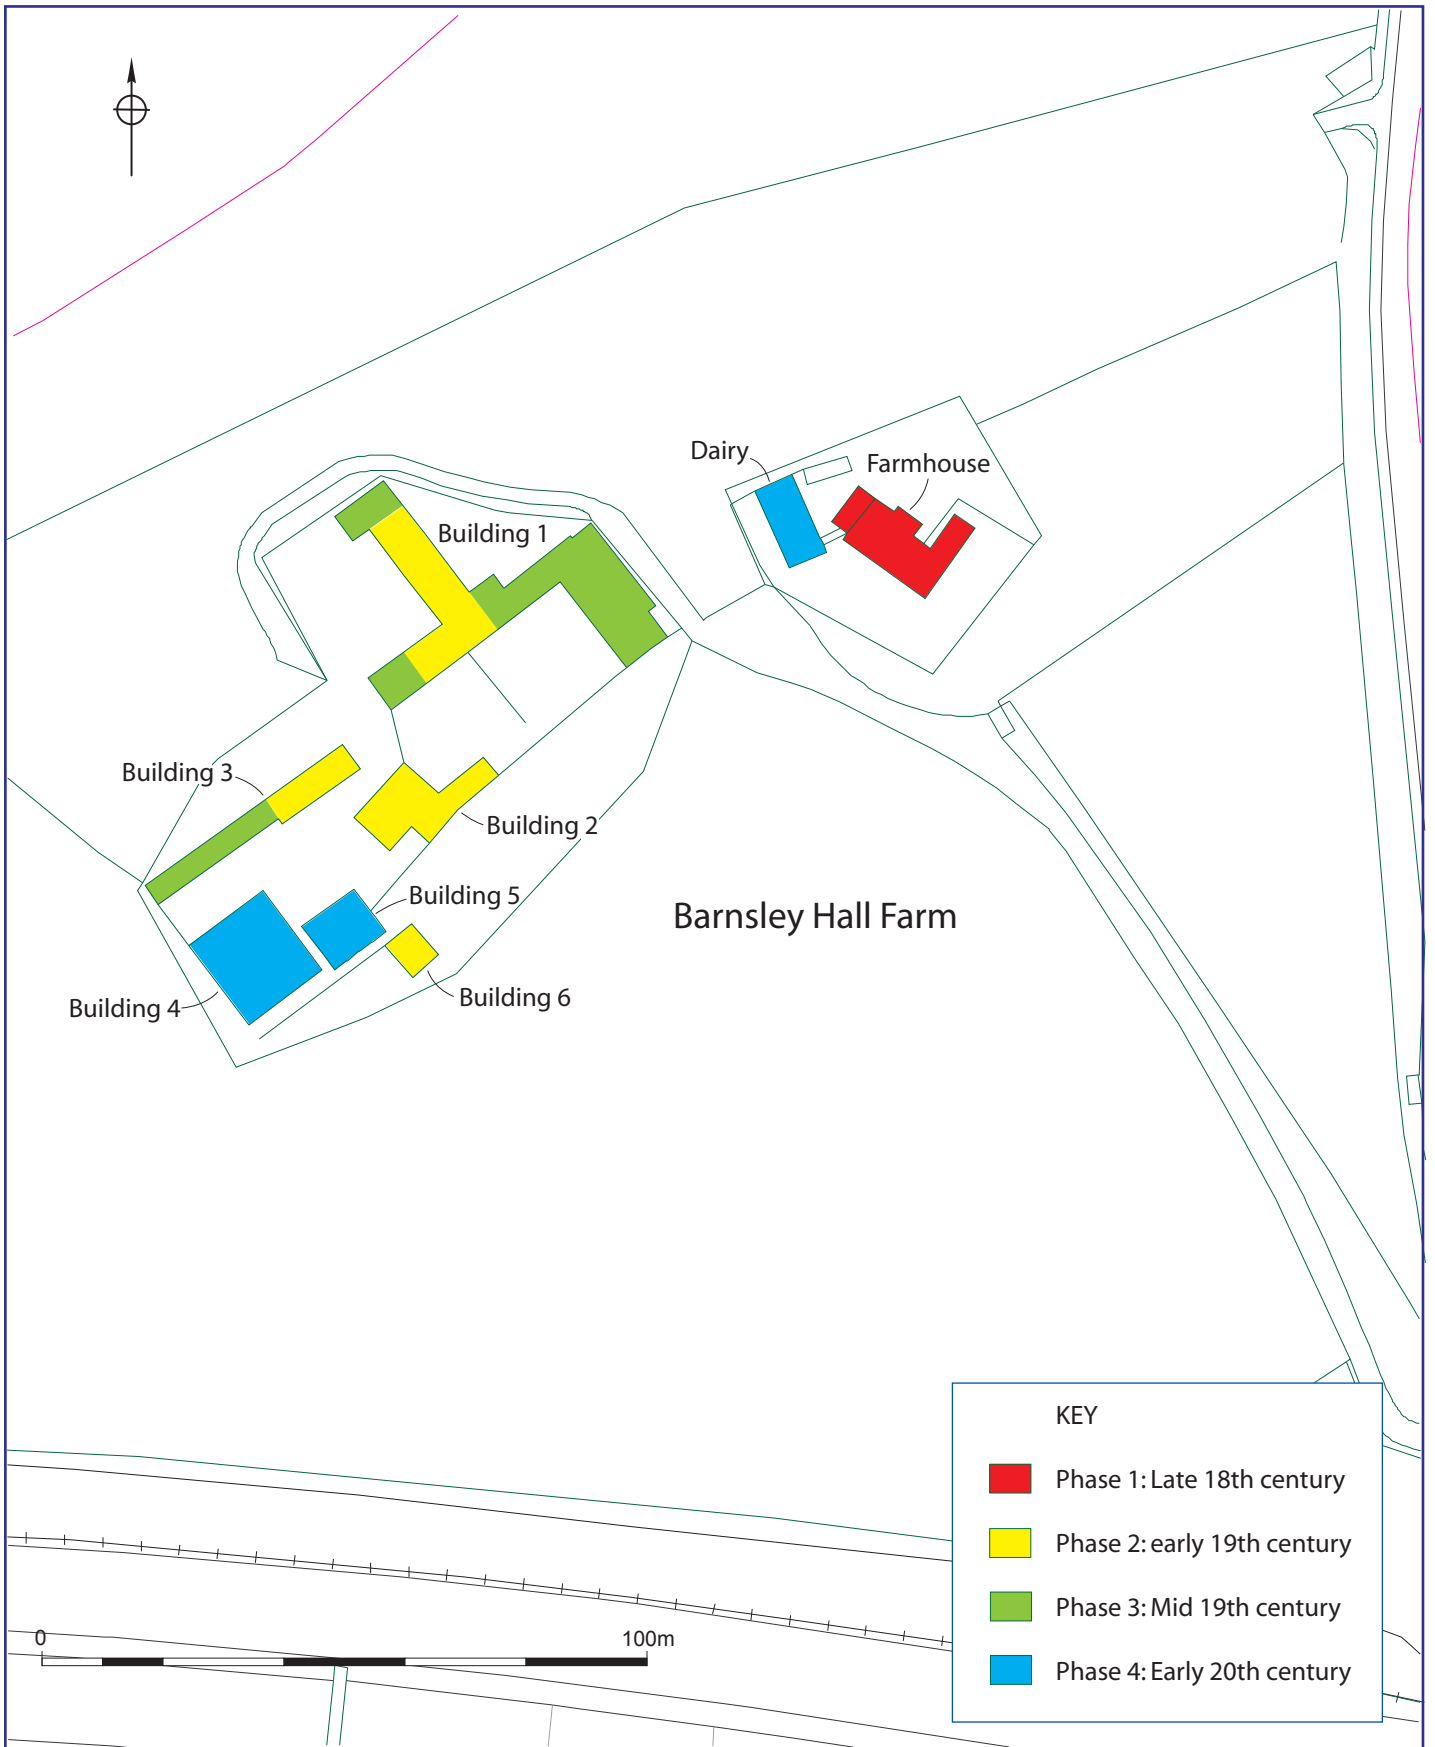 Dairy
Farmhouse
Building 1
Building 3
Building 2
Building 5
Barnsley Hall Farm
Building 4
Building 6
KEY
Phase 1: Late 18th century
Phase 2: early 19th century
Phase 3: Mid 19th century
Phase 4: Early 20th century
0
100m